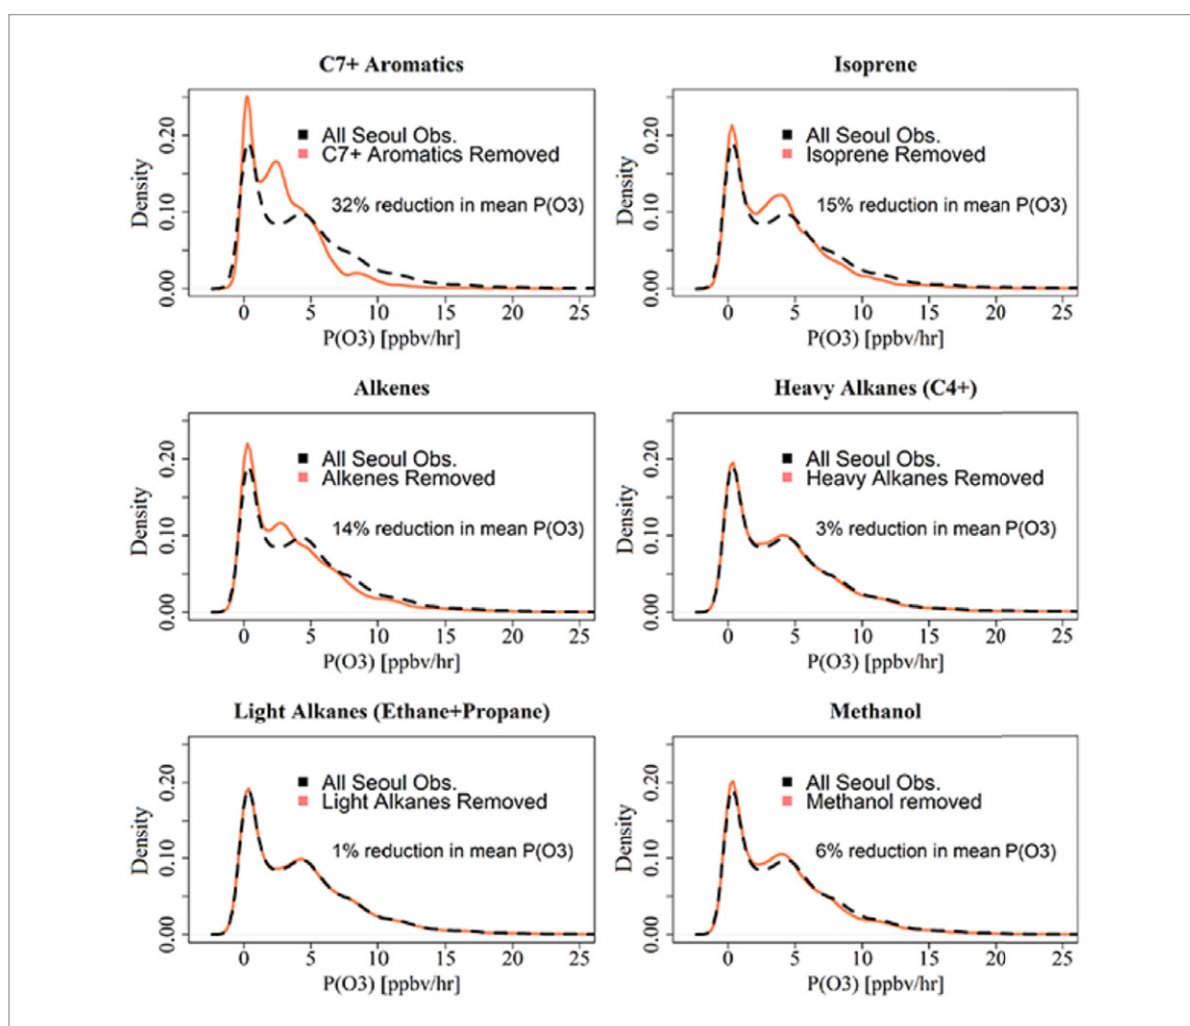 C7+ Aromatics
0.20
All Seoul Obs.
C7+ Aromatics Removed
32% reduction in mean P(O3)
Density
0.10
0.00
0 5 10 15 20 25
P(O3) [ppbv/hr]
Isoprene
0.20
All Seoul Obs.
Isoprene Removed
15% reduction in mean P(O3)
Density
0.10
0.00
0 5 10 15 20 25
P(O3) [ppbv/hr]
Alkenes
0.20
All Seoul Obs.
Alkenes Removed
14% reduction in mean P(O3)
Density
0.10
0.00
0 5 10 15 20 25
P(O3) [ppbv/hr]
Heavy Alkanes (C4+)
0.20
All Seoul Obs.
Heavy Alkanes Removed
3% reduction in mean P(O3)
Density
0.10
0.00
0 5 10 15 20 25
P(O3) [ppbv/hr]
Light Alkanes (Ethane+Propane)
0.20
All Seoul Obs.
Light Alkanes Removed
1% reduction in mean P(O3)
Density
0.10
0.00
0 5 10 15 20 25
P(O3) [ppbv/hr]
Methanol
0.20
All Seoul Obs.
Methanol removed
6% reduction in mean P(O3)
Density
0.10
0.00
0 5 10 15 20 25
P(O3) [ppbv/hr]